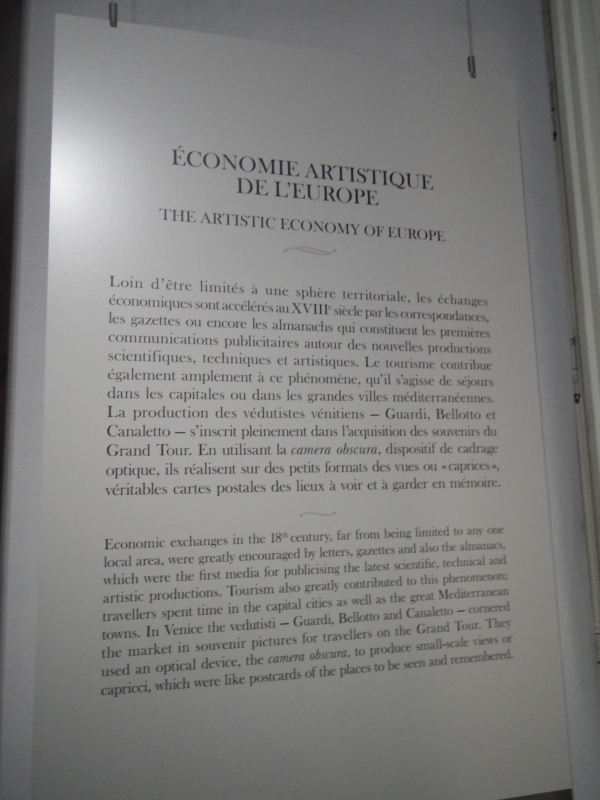 ÉCONOMIE ARTISTIQUE
DE L'EUROPE
THE ARTISTIC ECONOMY OF EUROPE
Loin d'être limités à une sphère territoriale, les échanges
économiques sont accélérés au XVIIIe siècle par les correspondances,
les gazettes ou encore les almanachs qui constituent les premières
communications publicitaires autour des nouvelles productions
scientifiques, techniques et artistiques. Le tourisme contribue
également amplement à ce phénomène, qu'il s'agisse de séjours
dans les capitales ou dans les grandes villes méditerranéennes.
La production des védutistes vénitiens – Guardi, Bellotto et
Canaletto – s'inscrit pleinement dans l'acquisition des souvenirs du
Grand Tour. En utilisant la camera obscura, dispositif de cadrage
optique, ils réalisent sur des petits formats des vues ou « caprices »,
véritables cartes postales des lieux à voir et à garder en mémoire.
Economic exchanges in the 18th century, far from being limited to any one
local area, were greatly encouraged by letters, gazettes and also the almanacs,
which were the first media for publicising the latest scientific, technical and
artistic productions. Tourism also greatly contributed to this phenomenon;
travellers spent time in the capital cities as well as the great Mediterranean
towns. In Venice the vedutisti – Guardi, Bellotto and Canaletto – cornered
the market in souvenir pictures for travellers on the Grand Tour. They
used an optical device, the camera obscura, to produce small-scale views or
capricci, which were like postcards of the places to be seen and remembered.